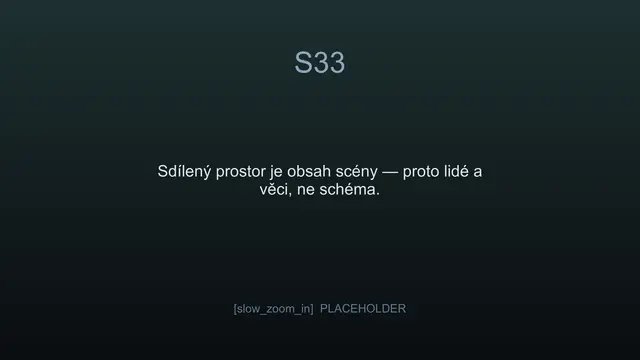 S33
Sdílený prostor je obsah scény — proto lidé a
věci, ne schéma.
[slow_zoom_in]  PLACEHOLDER